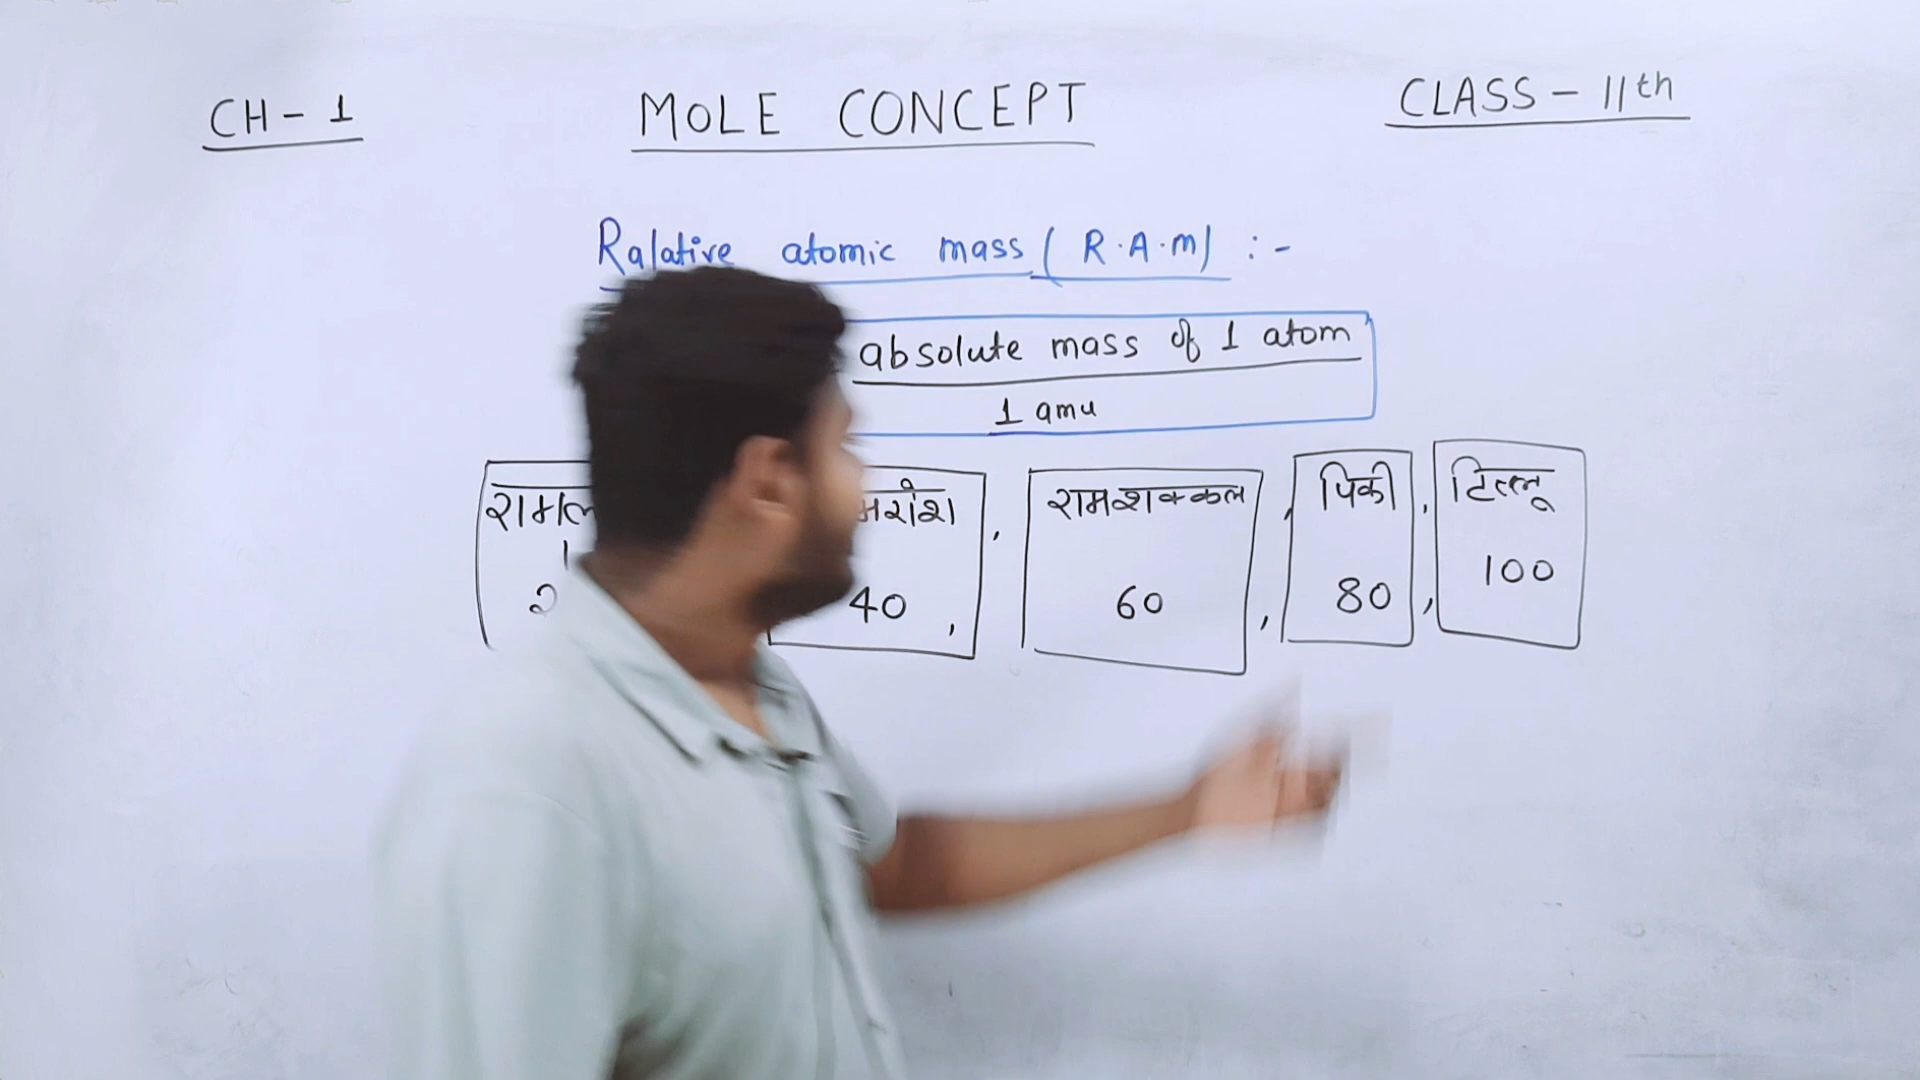 CH - 1
MOLE CONCEPT
CLASS - 11th
Ralative atomic mass ( R.A.m) :-
absolute mass of 1 atom
1 amu
रामशक्कल , पिंकी , टिल्लू
40 , 60 , 80 , 100